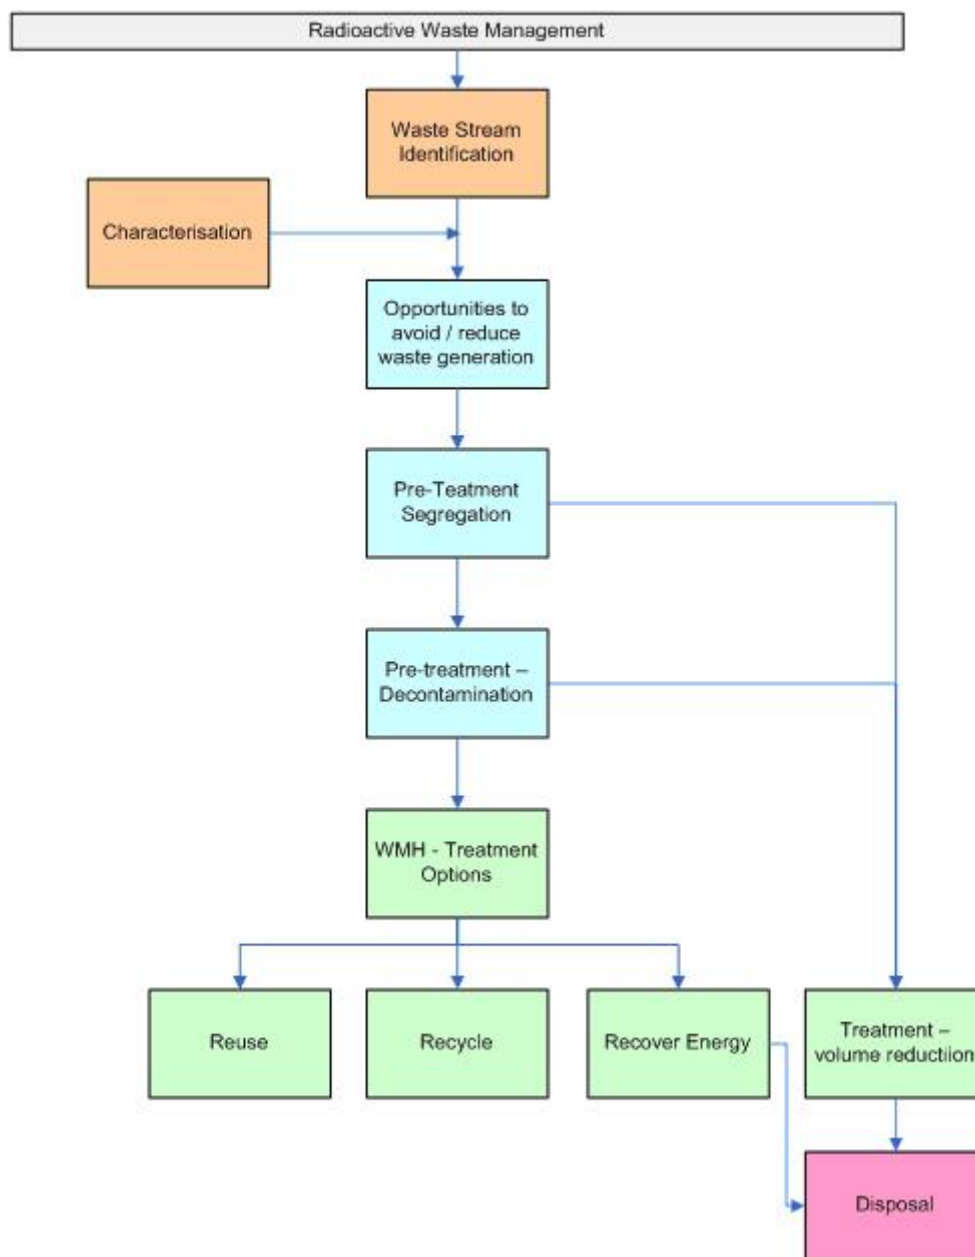 Radioactive Waste Management
Waste Stream
Identification
Characterisation
Opportunities to
avoid / reduce
waste generation
Pre-Teatment
Segregation
Pre-treatment –
Decontamination
WMH - Treatment
Options
Reuse
Recycle
Recover Energy
Treatment –
volume reductiion
Disposal